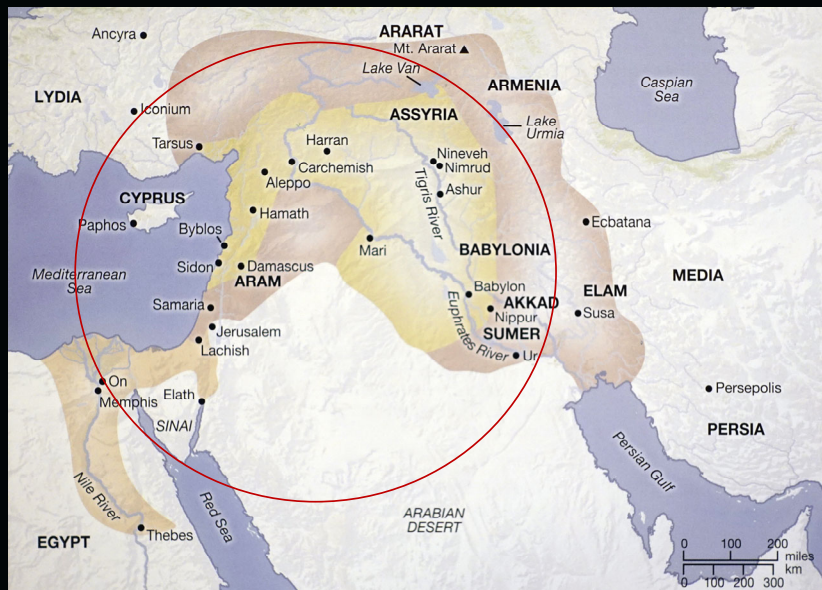 ARARAT
Ancyra
Mt. Ararat
Lake Van
ARMENIA
Caspian
Sea
LYDIA
Iconium
ASSYRIA
Lake
Urmia
Tarsus
Harran
Nineveh
Carchemish
Nimrud
Aleppo
Tigris River
Ashur
CYPRUS
Hamath
Paphos
Byblos
Ecbatana
Mari
BABYLONIA
Sidon
Damascus
Mediterranean
Sea
ARAM
MEDIA
Babylon
ELAM
Samaria
AKKAD
Nippur
Susa
Euphrates River
Jerusalem
SUMER
Lachish
Ur
On
Memphis
Elath
Persepolis
SINAI
PERSIA
Persian Gulf
Nile River
Red Sea
ARABIAN
DESERT
Thebes
EGYPT
0 100 200
miles
km
0 100 200 300